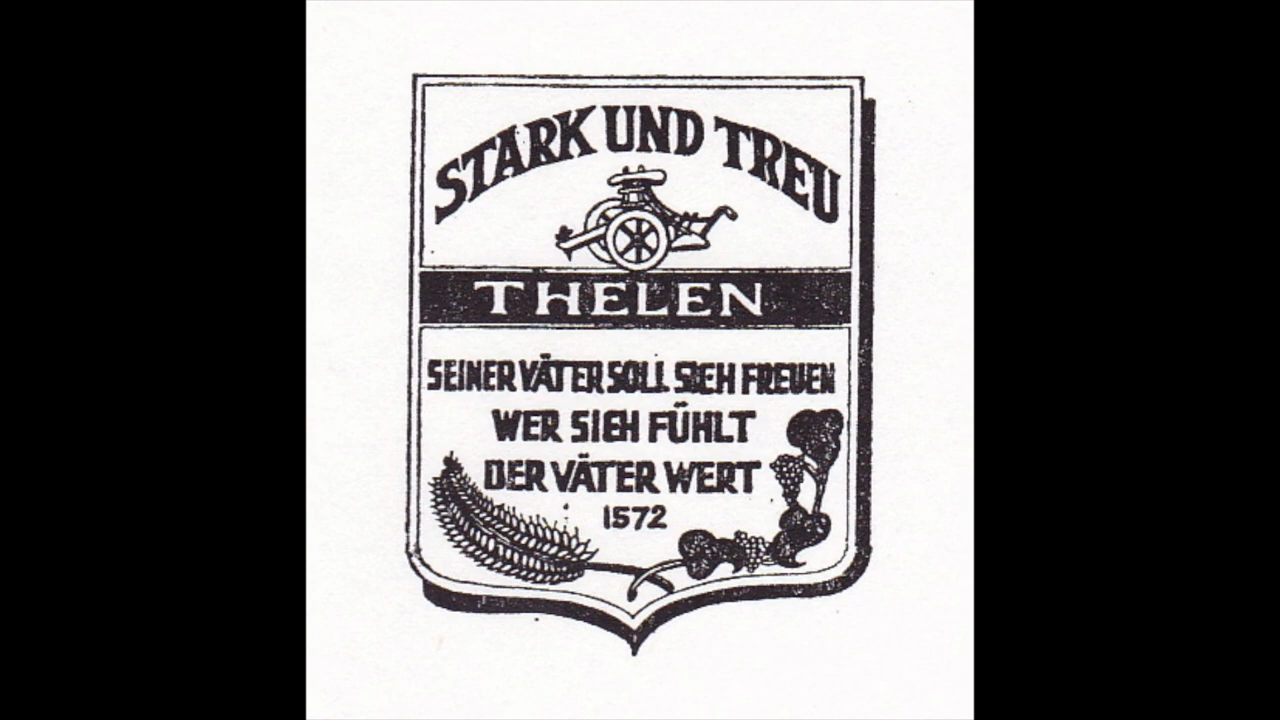 STARK UND TREU
THELEN
SEINER VÄTER SOLL SICH FREUEN
WER SICH FÜHLT
DER VÄTER WERT
1572